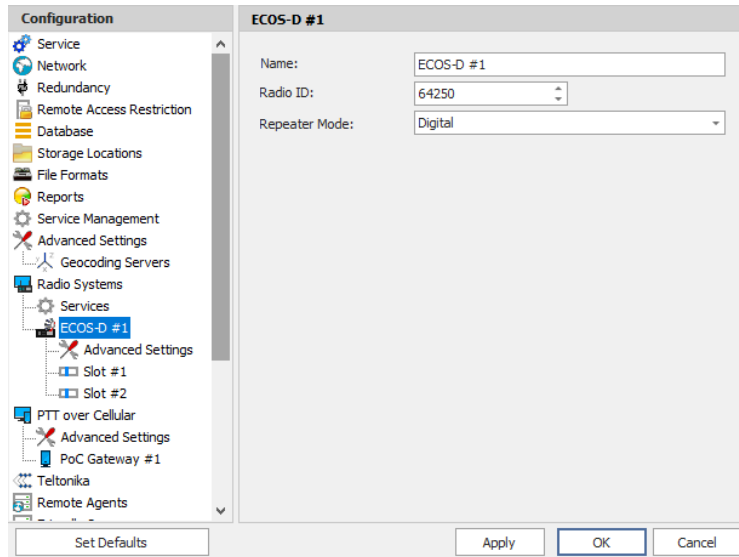 Configuration
Service
Network
Redundancy
Remote Access Restriction
Database
Storage Locations
File Formats
Reports
Service Management
Advanced Settings
Geocoding Servers
Radio Systems
Services
ECOS-D #1
Advanced Settings
Slot #1
Slot #2
PTT over Cellular
Advanced Settings
PoC Gateway #1
Teltonika
Remote Agents
Set Defaults
ECOS-D #1
Name: ECOS-D #1
Radio ID: 64250
Repeater Mode: Digital
Apply OK Cancel